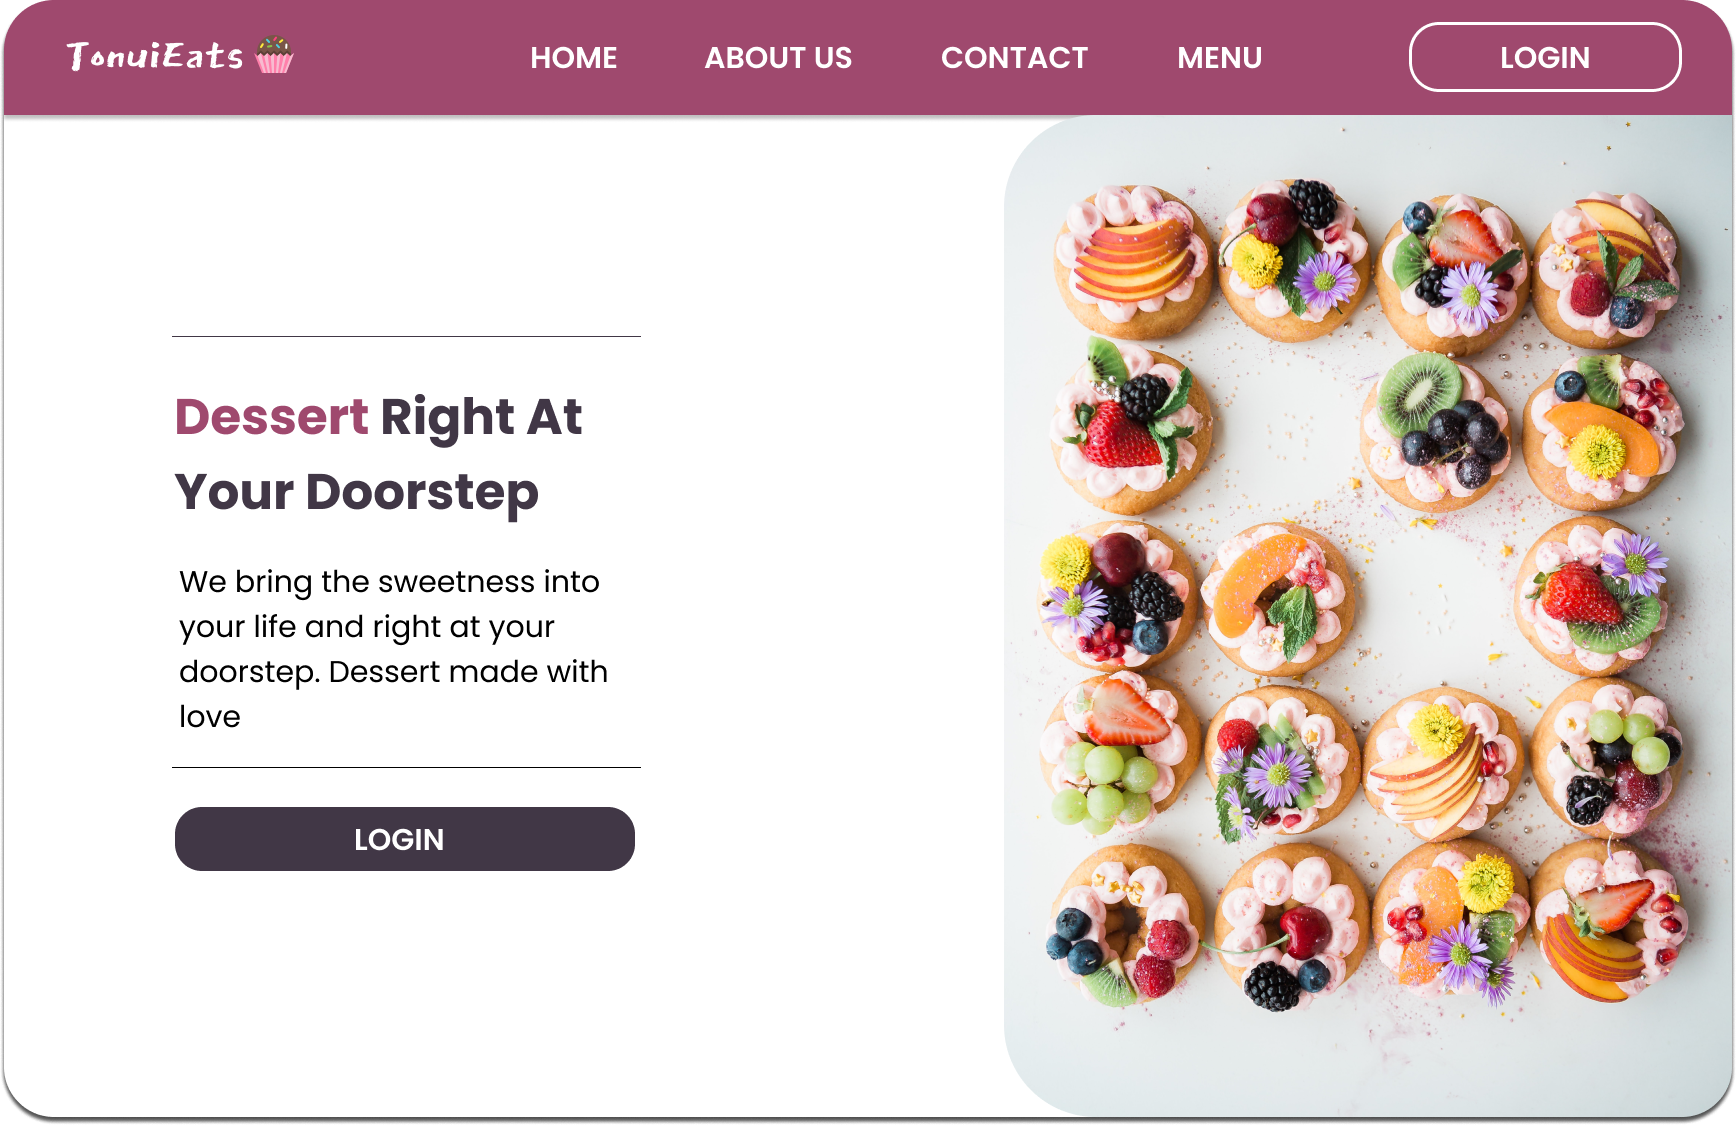 TonuiEats
HOME
ABOUT US
CONTACT
MENU
LOGIN
Dessert Right At
Your Doorstep
We bring the sweetness into
your life and right at your
doorstep. Dessert made with
love
LOGIN